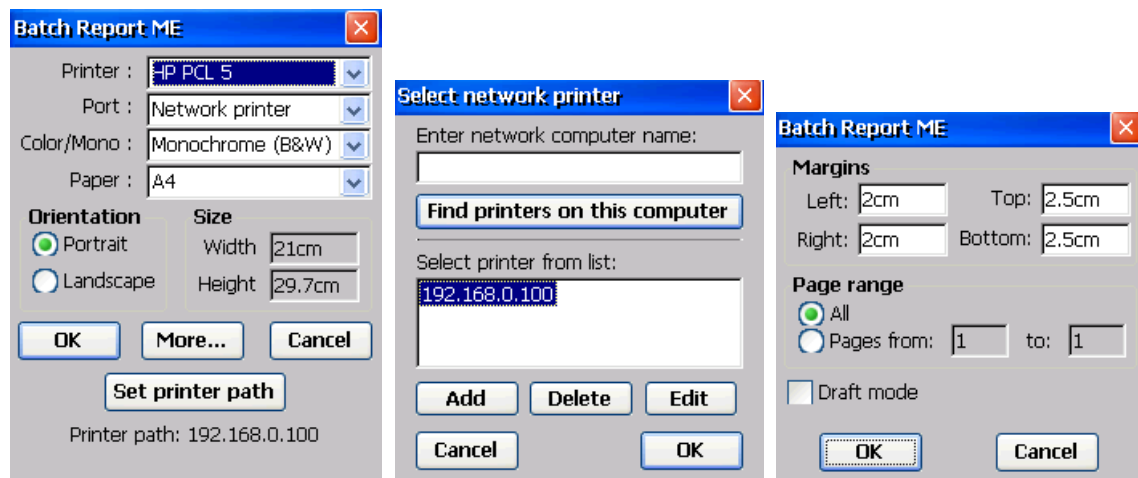 Batch Report ME
Printer : HP PCL 5
Port : Network printer
Color/Mono : Monochrome (B&W)
Paper : A4
Orientation Size
Portrait Width 21cm
Landscape Height 29.7cm
OK More... Cancel
Set printer path
Printer path: 192.168.0.100
Select network printer
Enter network computer name:
Find printers on this computer
Select printer from list:
192.168.0.100
Add Delete Edit
Cancel OK
Batch Report ME
Margins
Left: 2cm Top: 2.5cm
Right: 2cm Bottom: 2.5cm
Page range
All
Pages from: 1 to: 1
Draft mode
OK Cancel